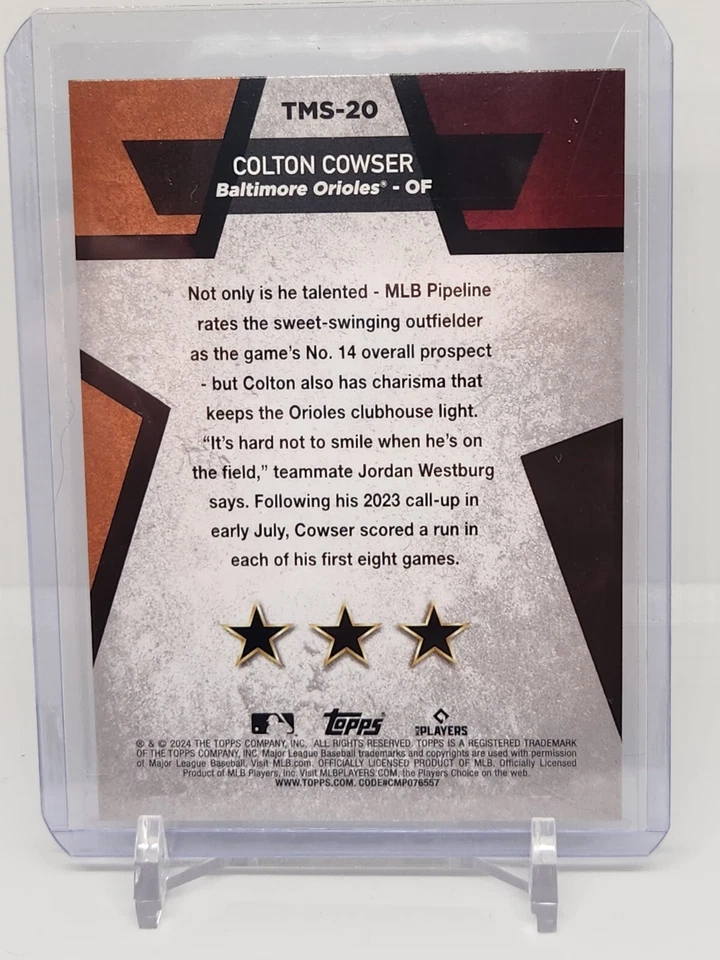 TMS-20
COLTON COWSER
Baltimore Orioles® - OF
Not only is he talented - MLB Pipeline
rates the sweet-swinging outfielder
as the game's No. 14 overall prospect
- but Colton also has charisma that
keeps the Orioles clubhouse light.
“It's hard not to smile when he's on
the field,” teammate Jordan Westburg
says. Following his 2023 call-up in
early July, Cowser scored a run in
each of his first eight games.
topps
PLAYERS
® & © 2024 THE TOPPS COMPANY, INC. ALL RIGHTS RESERVED. TOPPS IS A REGISTERED TRADEMARK
OF THE TOPPS COMPANY, INC. Major League Baseball trademarks and copyrights are used with permission
of Major League Baseball. Visit MLB.com. OFFICIALLY LICENSED PRODUCT OF MLB. Officially Licensed
Product of MLB Players, Inc. Visit MLBPLAYERS.COM, the Players Choice on the web.
WWW.TOPPS.COM. CODE#CMP076557